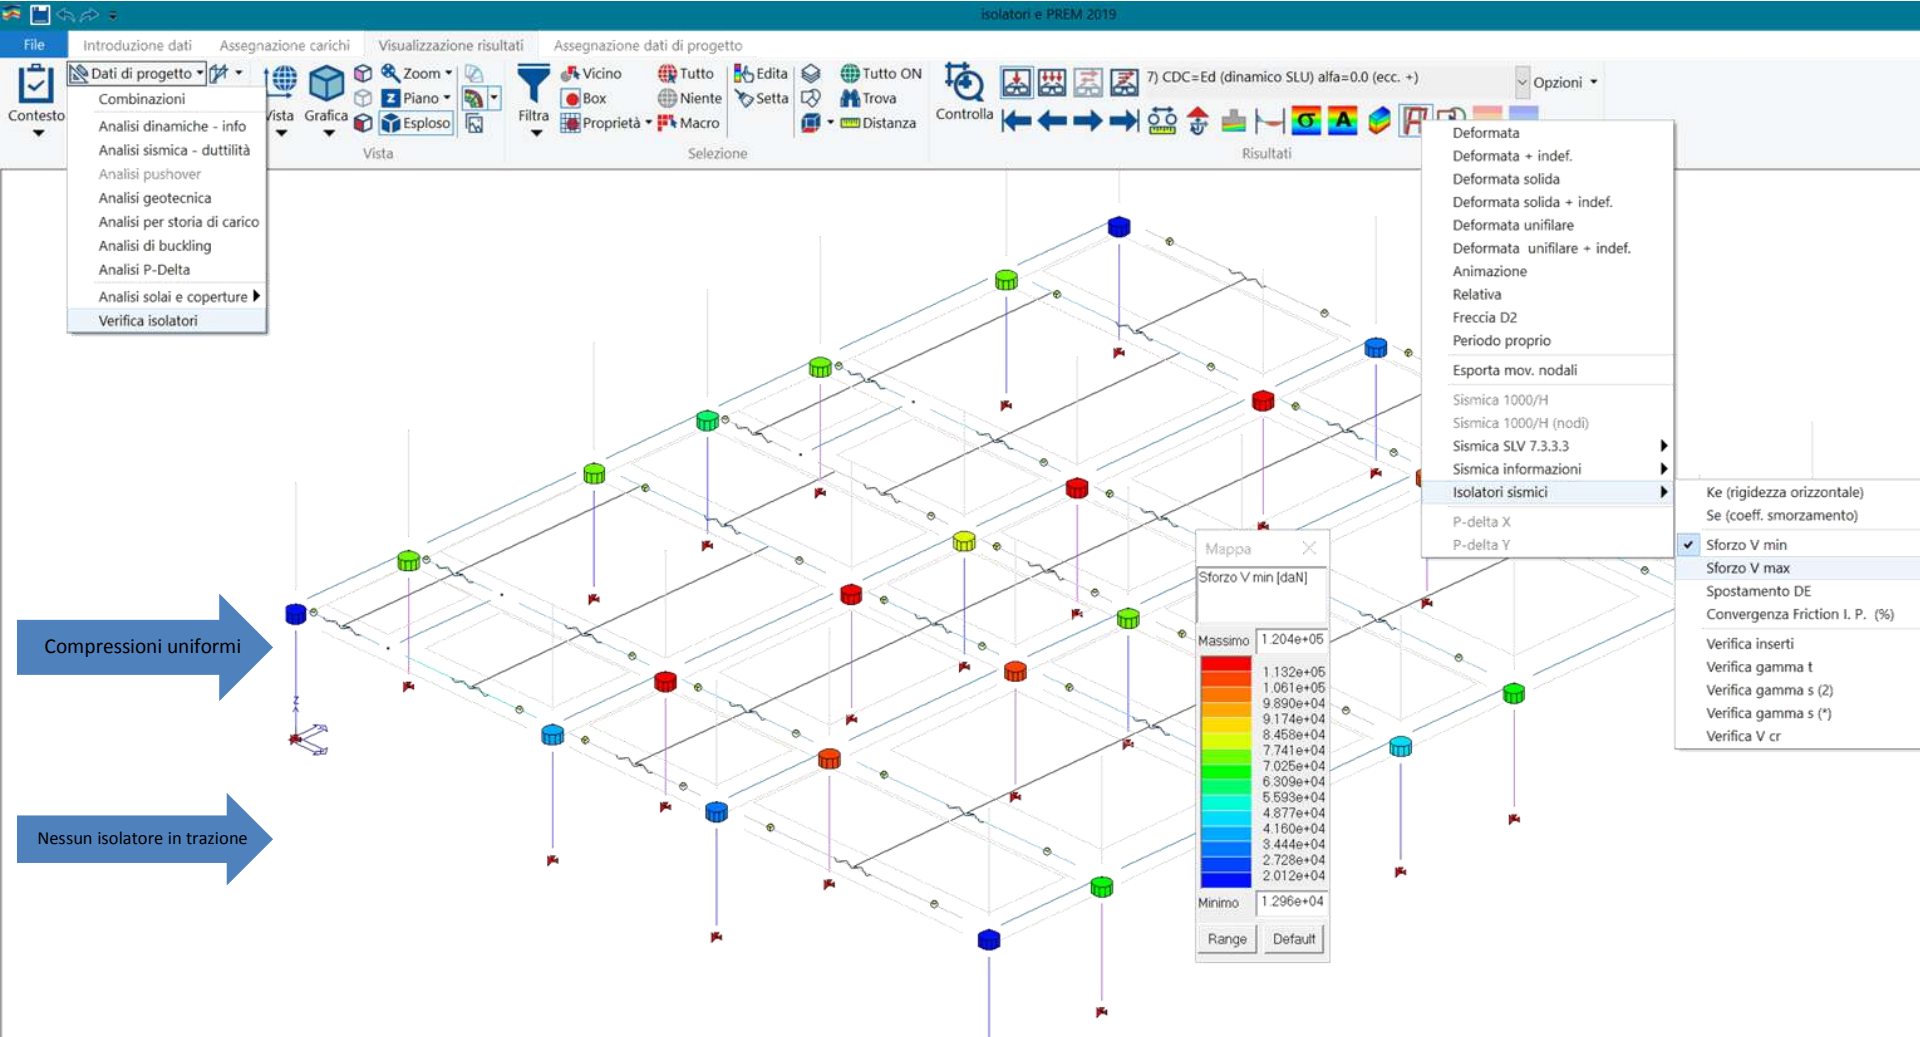 isolatori e PREM 2019
File
Introduzione dati
Assegnazione carichi
Visualizzazione risultati
Assegnazione dati di progetto
Contesto
Dati di progetto
Combinazioni
Analisi dinamiche - info
Analisi sismica - duttilità
Analisi pushover
Analisi geotecnica
Analisi per storia di carico
Analisi di buckling
Analisi P-Delta
Analisi solai e coperture
Verifica isolatori
Vista
Grafica
Zoom
Z Piano
Esploso
Vista
Filtra
Vicino
Box
Proprietà
Tutto
Niente
Macro
Edita
Setta
Tutto ON
Trova
Distanza
Selezione
Controlla
7) CDC=Ed (dinamico SLU) alfa=0.0 (ecc. +)
Opzioni
σ
A
Risultati
Deformata
Deformata + indef.
Deformata solida
Deformata solida + indef.
Deformata unifilare
Deformata unifilare + indef.
Animazione
Relativa
Freccia D2
Periodo proprio
Esporta mov. nodali
Sismica 1000/H
Sismica 1000/H (nodi)
Sismica SLV 7.3.3.3
Sismica informazioni
Isolatori sismici
P-delta X
P-delta Y
Ke (rigidezza orizzontale)
Se (coeff. smorzamento)
Sforzo V min
Sforzo V max
Spostamento DE
Convergenza Friction I. P. (%)
Verifica inserti
Verifica gamma t
Verifica gamma s (2)
Verifica gamma s (*)
Verifica V cr
Compressioni uniformi
Nessun isolatore in trazione
Z
Mappa
Sforzo V min [daN]
Massimo 1.204e+05
1.132e+05
1.061e+05
9.890e+04
9.174e+04
8.458e+04
7.741e+04
7.025e+04
6.309e+04
5.593e+04
4.877e+04
4.160e+04
3.444e+04
2.728e+04
2.012e+04
Minimo 1.296e+04
Range
Default